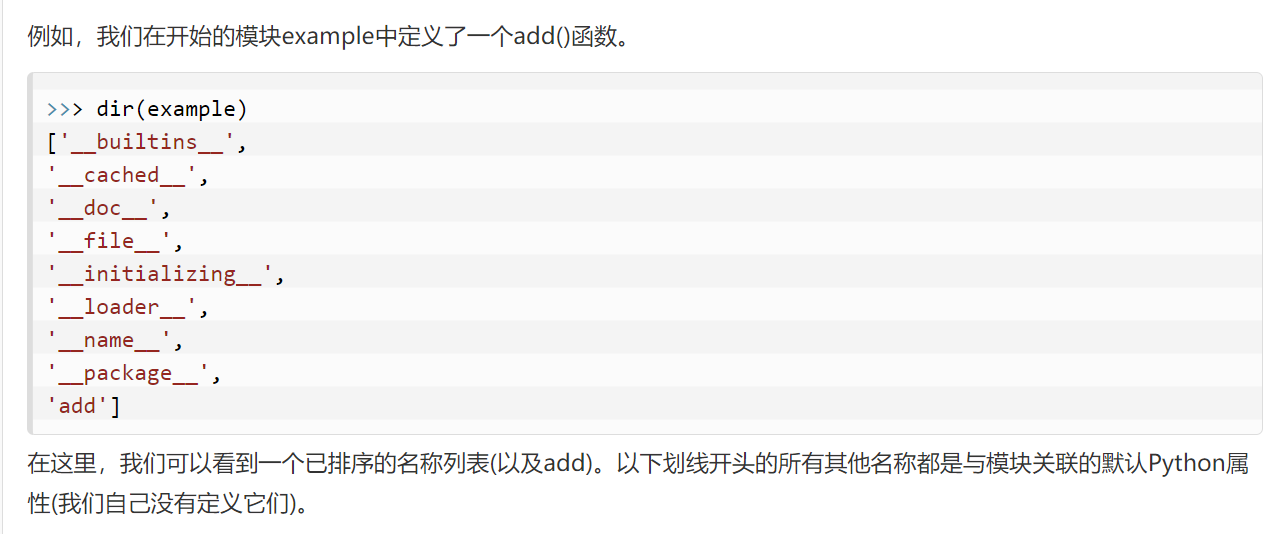 例如，我们在开始的模块example中定义了一个add()函数。
>>> dir(example)
['__builtins__',
'__cached__',
'__doc__',
'__file__',
'__initializing__',
'__loader__',
'__name__',
'__package__',
'add']
在这里，我们可以看到一个已排序的名称列表(以及add)。以下划线开头的所有其他名称都是与模块关联的默认Python属
性(我们自己没有定义它们)。